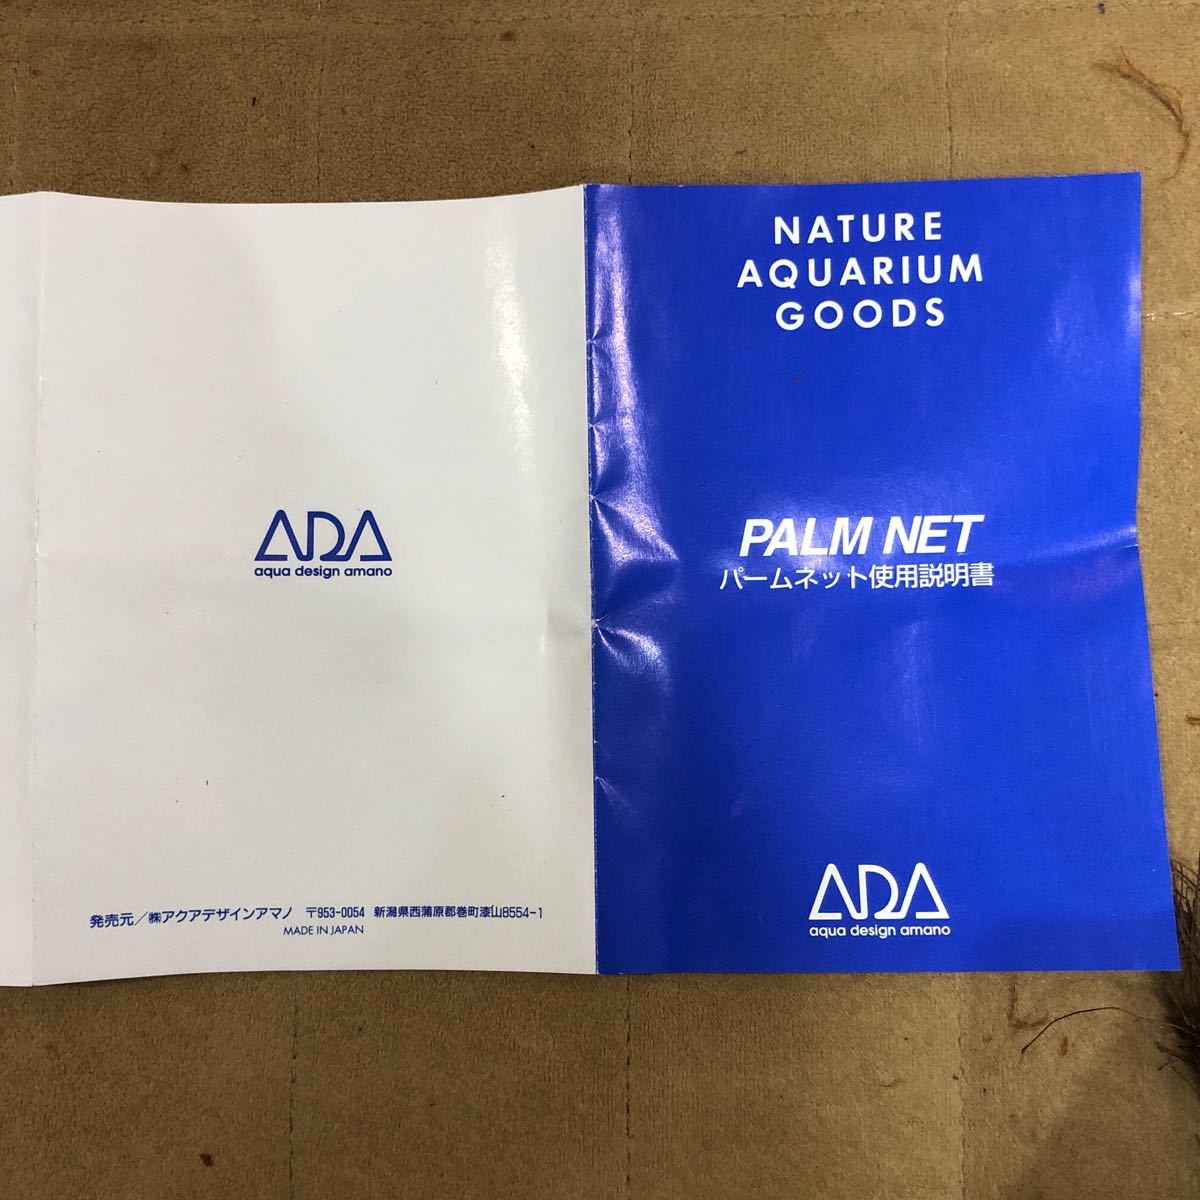 ADA
aqua design amano
発売元／㈱アクアデザインアマノ 〒953-0054 新潟県西蒲原郡巻町漆山8554-1
MADE IN JAPAN
NATURE
AQUARIUM
GOODS
PALM NET
パームネット使用説明書
ADA
aqua design amano